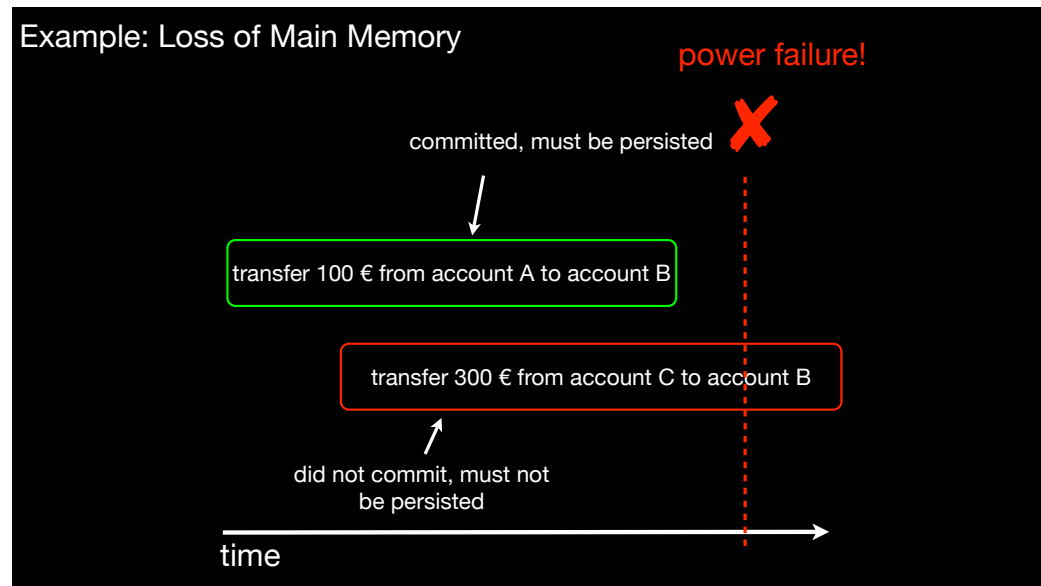 Example: Loss of Main Memory
power failure!
committed, must be persisted
transfer 100 € from account A to account B
transfer 300 € from account C to account B
did not commit, must not
be persisted
time